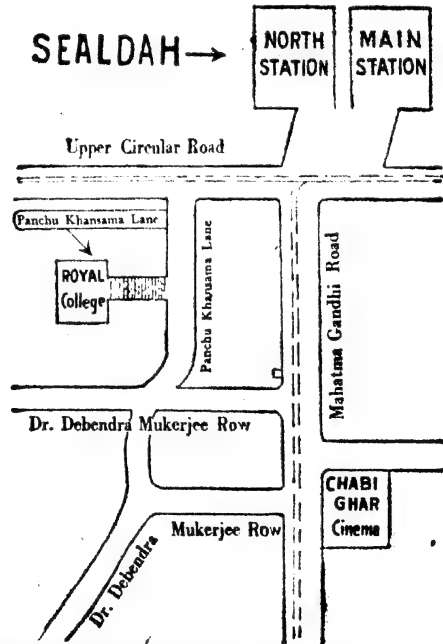 SEALDAH
NORTH
STATION
MAIN
STATION
Upper Circular Road
Panchu Khansama Lane
ROYAL
College
Panchu Khansama Lane
Mahatma Gandhi Road
Dr. Debendra Mukerjee Row
CHABI
GHAR
Cinema
Mukerjee Row
Dr. Debendra